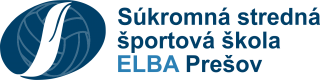 Súkromná stredná
športová škola
ELBA Prešov